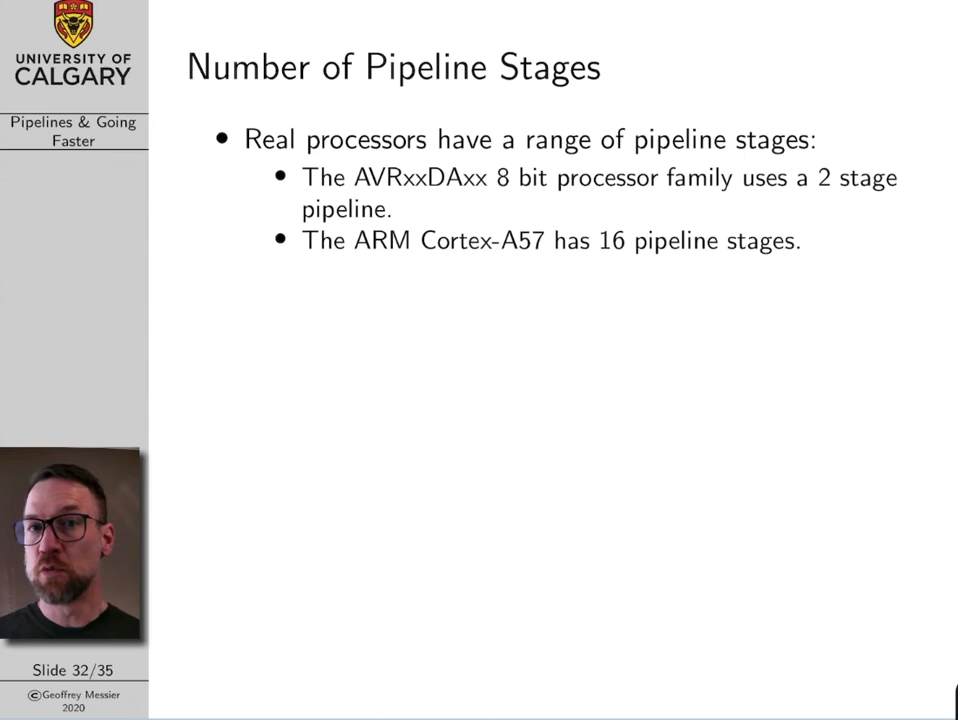 UNIVERSITY OF
CALGARY
Pipelines & Going
Faster
Number of Pipeline Stages
• Real processors have a range of pipeline stages:
• The AVRxxDAxx 8 bit processor family uses a 2 stage
pipeline.
• The ARM Cortex-A57 has 16 pipeline stages.
Slide 32/35
©Geoffrey Messier
2020